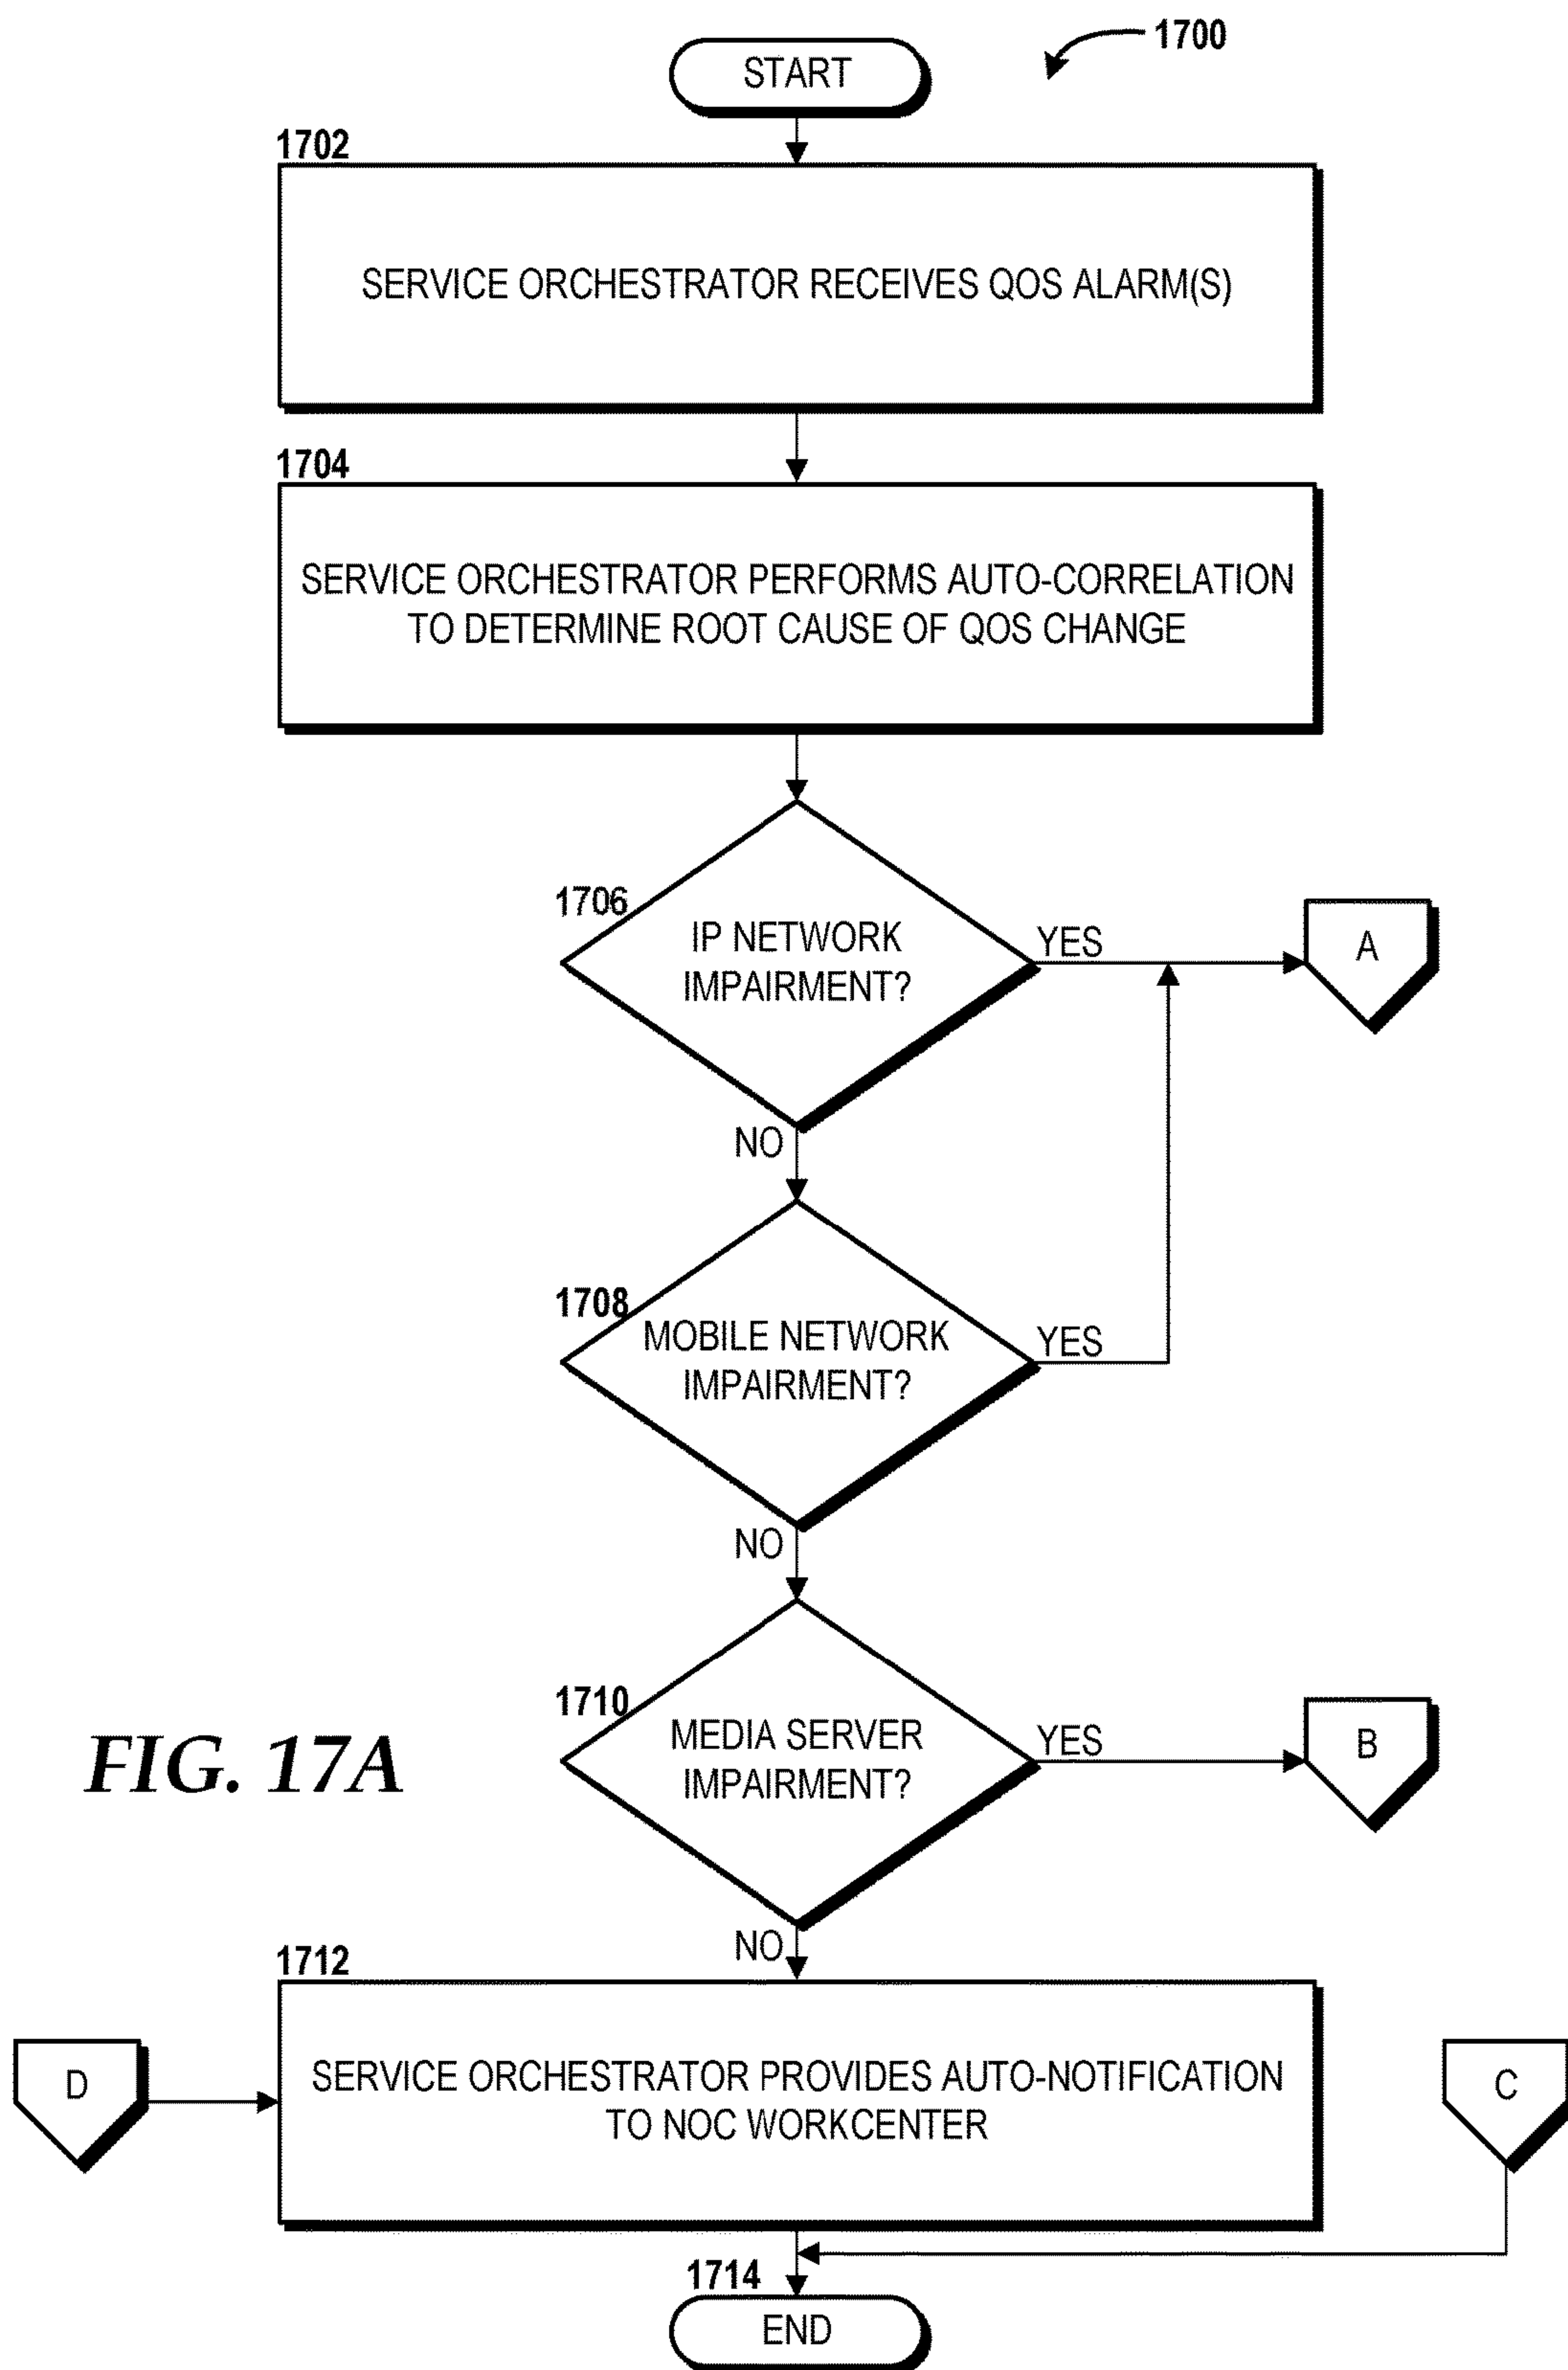 1700
START
1702
SERVICE ORCHESTRATOR RECEIVES QOS ALARM(S)
1704
SERVICE ORCHESTRATOR PERFORMS AUTO-CORRELATION
TO DETERMINE ROOT CAUSE OF QOS CHANGE
1706
IP NETWORK
IMPAIRMENT?
YES
A
NO
1708
MOBILE NETWORK
IMPAIRMENT?
YES
NO
1710
MEDIA SERVER
IMPAIRMENT?
YES
B
FIG. 17A
NO
1712
D
SERVICE ORCHESTRATOR PROVIDES AUTO-NOTIFICATION
TO NOC WORKCENTER
C
1714
END